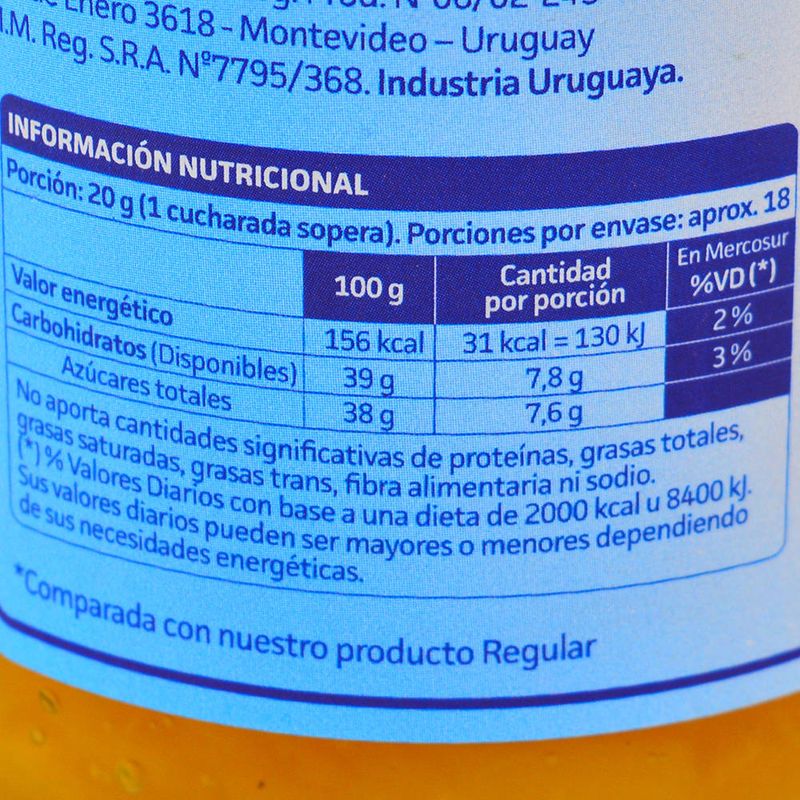 Enero 3618 - Montevideo – Uruguay
I.M. Reg. S.R.A. Nº7795/368. Industria Uruguaya.
INFORMACIÓN NUTRICIONAL
Porción: 20 g (1 cucharada sopera). Porciones por envase: aprox. 18
100 g
Cantidad
por porción
En Mercosur
%VD (*)
Valor energético 156 kcal 31 kcal = 130 kJ 2%
Carbohidratos (Disponibles) 39 g 7,8 g 3%
Azúcares totales 38 g 7,6 g
No aporta cantidades significativas de proteínas, grasas totales,
grasas saturadas, grasas trans, fibra alimentaria ni sodio.
(*) % Valores Diarios con base a una dieta de 2000 kcal u 8400 kJ.
Sus valores diarios pueden ser mayores o menores dependiendo
de sus necesidades energéticas.
*Comparada con nuestro producto Regular